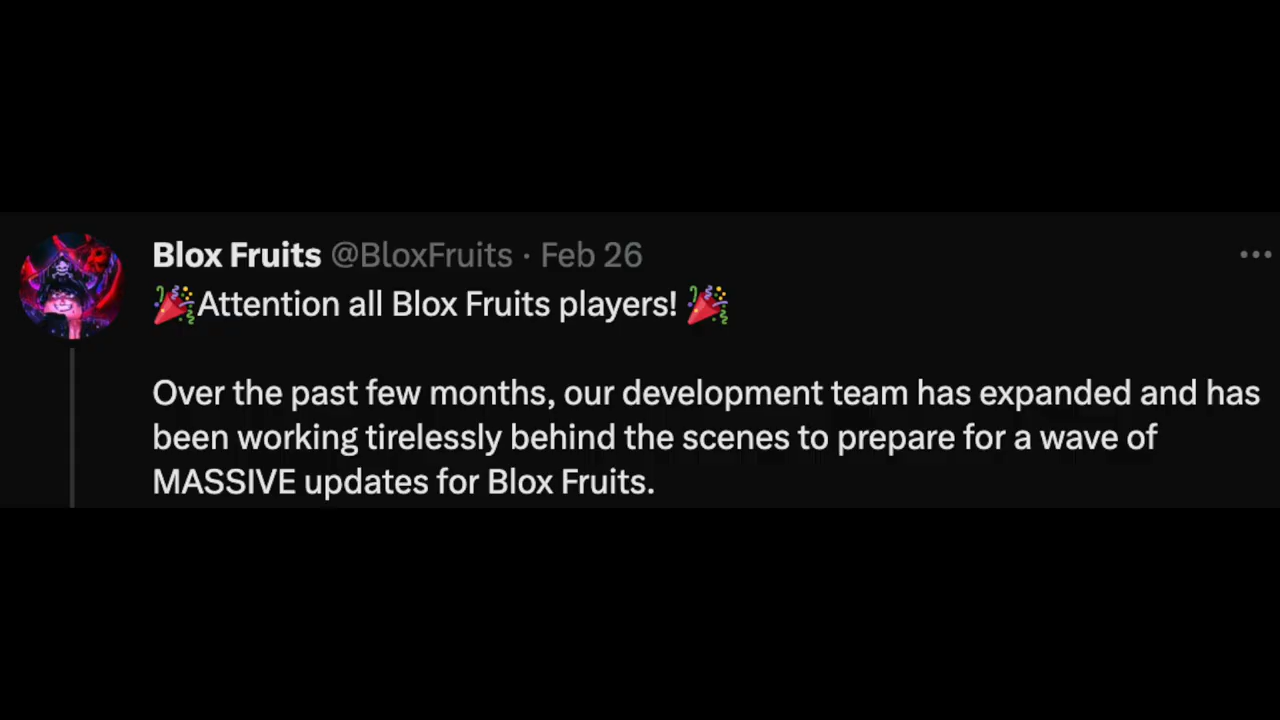 Blox Fruits @BloxFruits · Feb 26
🎉Attention all Blox Fruits players! 🎉
Over the past few months, our development team has expanded and has
been working tirelessly behind the scenes to prepare for a wave of
MASSIVE updates for Blox Fruits.